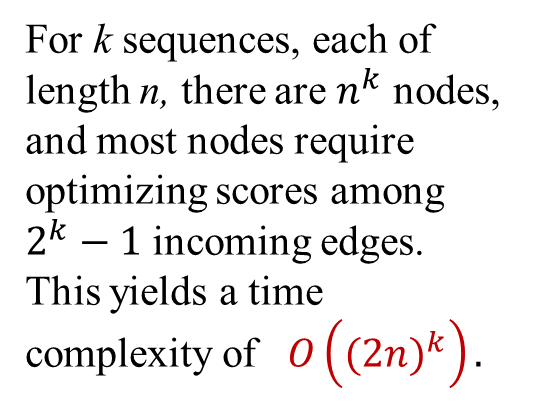 For k sequences, each of
length n, there are n^k nodes,
and most nodes require
optimizing scores among
2^k − 1 incoming edges.
This yields a time
complexity of O((2n)^k).